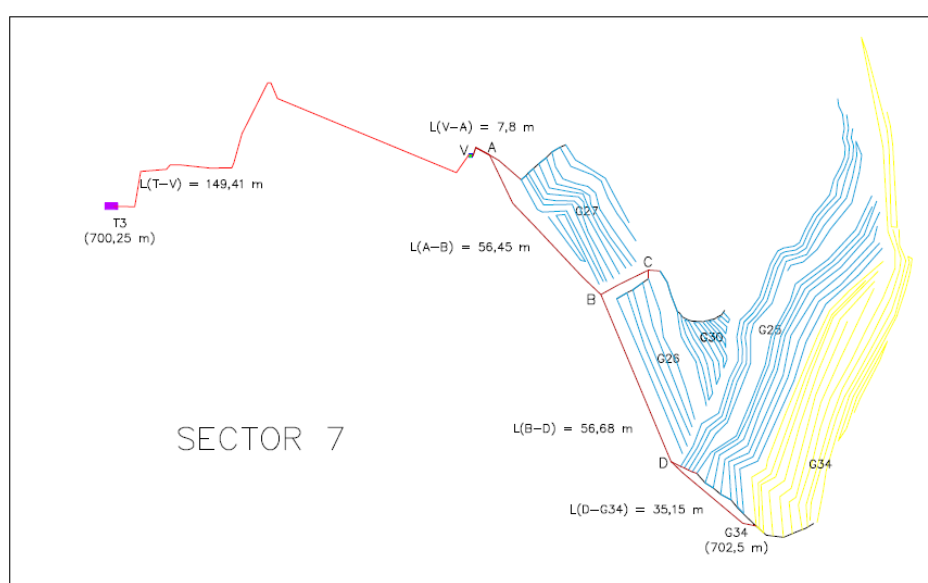 L(V-A) = 7,8 m
V
A
L(T-V) = 149,41 m
T3
(700,25 m)
G27
L(A-B) = 56,45 m
C
B
G25
G30
G26
L(B-D) = 56,68 m
SECTOR 7
D
G34
L(D-G34) = 35,15 m
G34
(702,5 m)